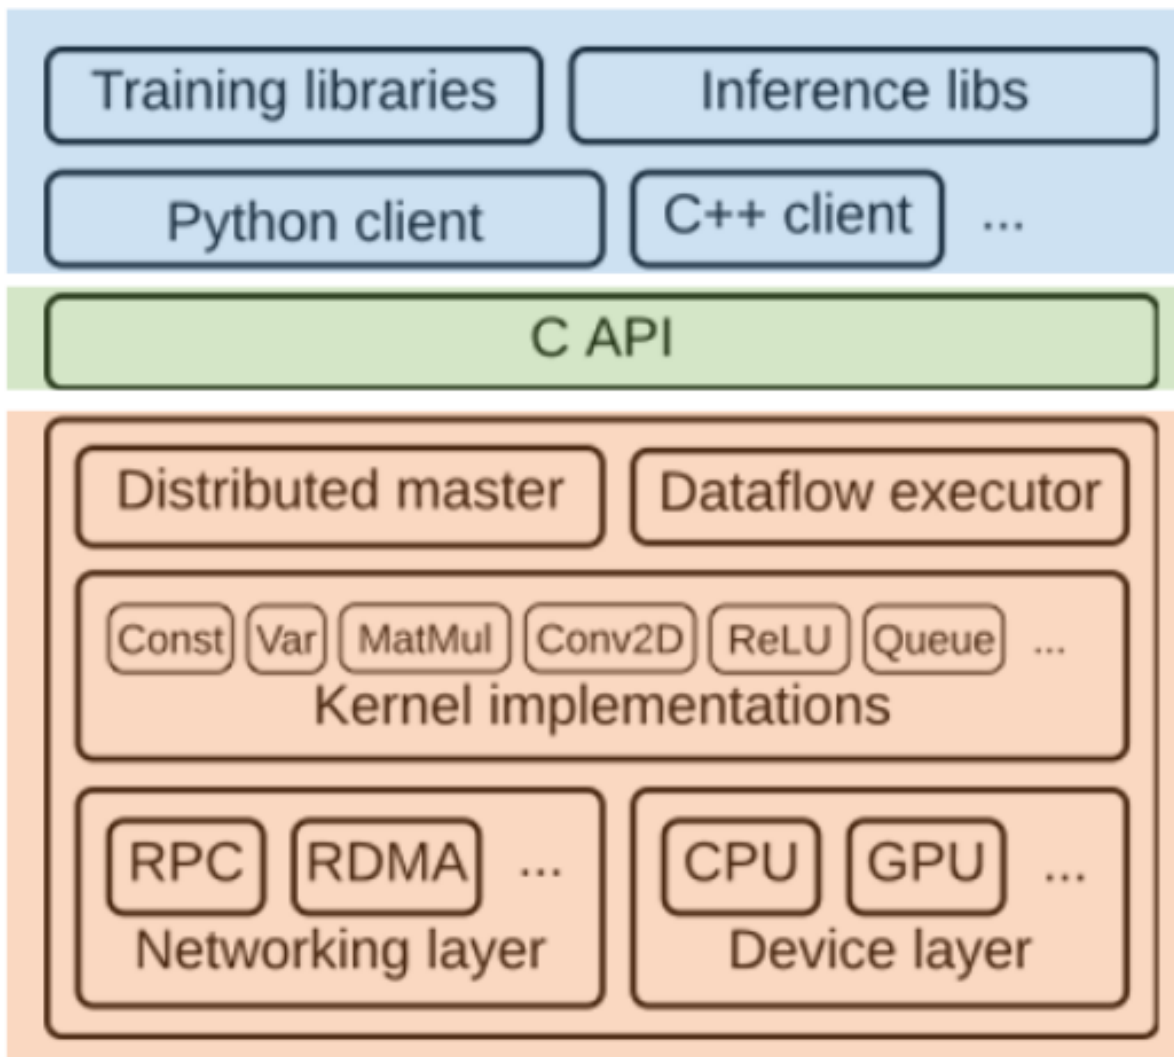 Training libraries Inference libs
Python client C++ client ...
C API
Distributed master Dataflow executor
Const Var MatMul Conv2D ReLU Queue ...
Kernel implementations
RPC RDMA ... CPU GPU ...
Networking layer Device layer